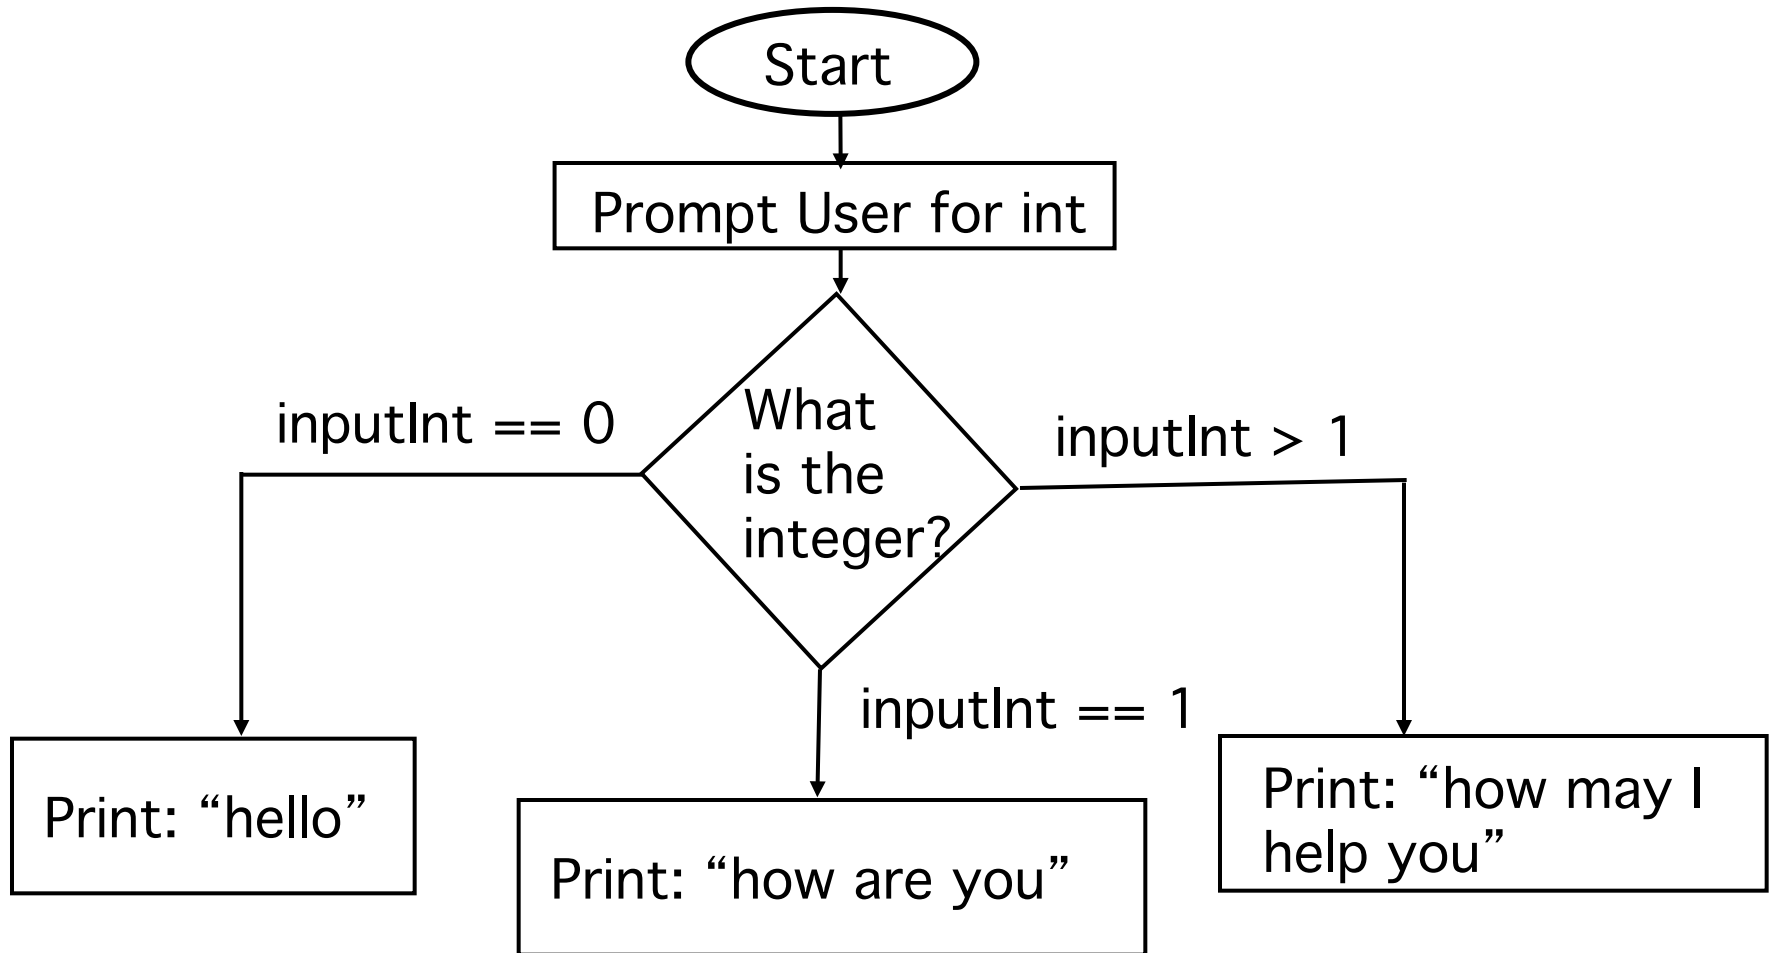 Start
Prompt User for int
What
is the
integer?
inputInt == 0
inputInt > 1
inputInt == 1
Print: “hello”
Print: “how are you”
Print: “how may I
help you”